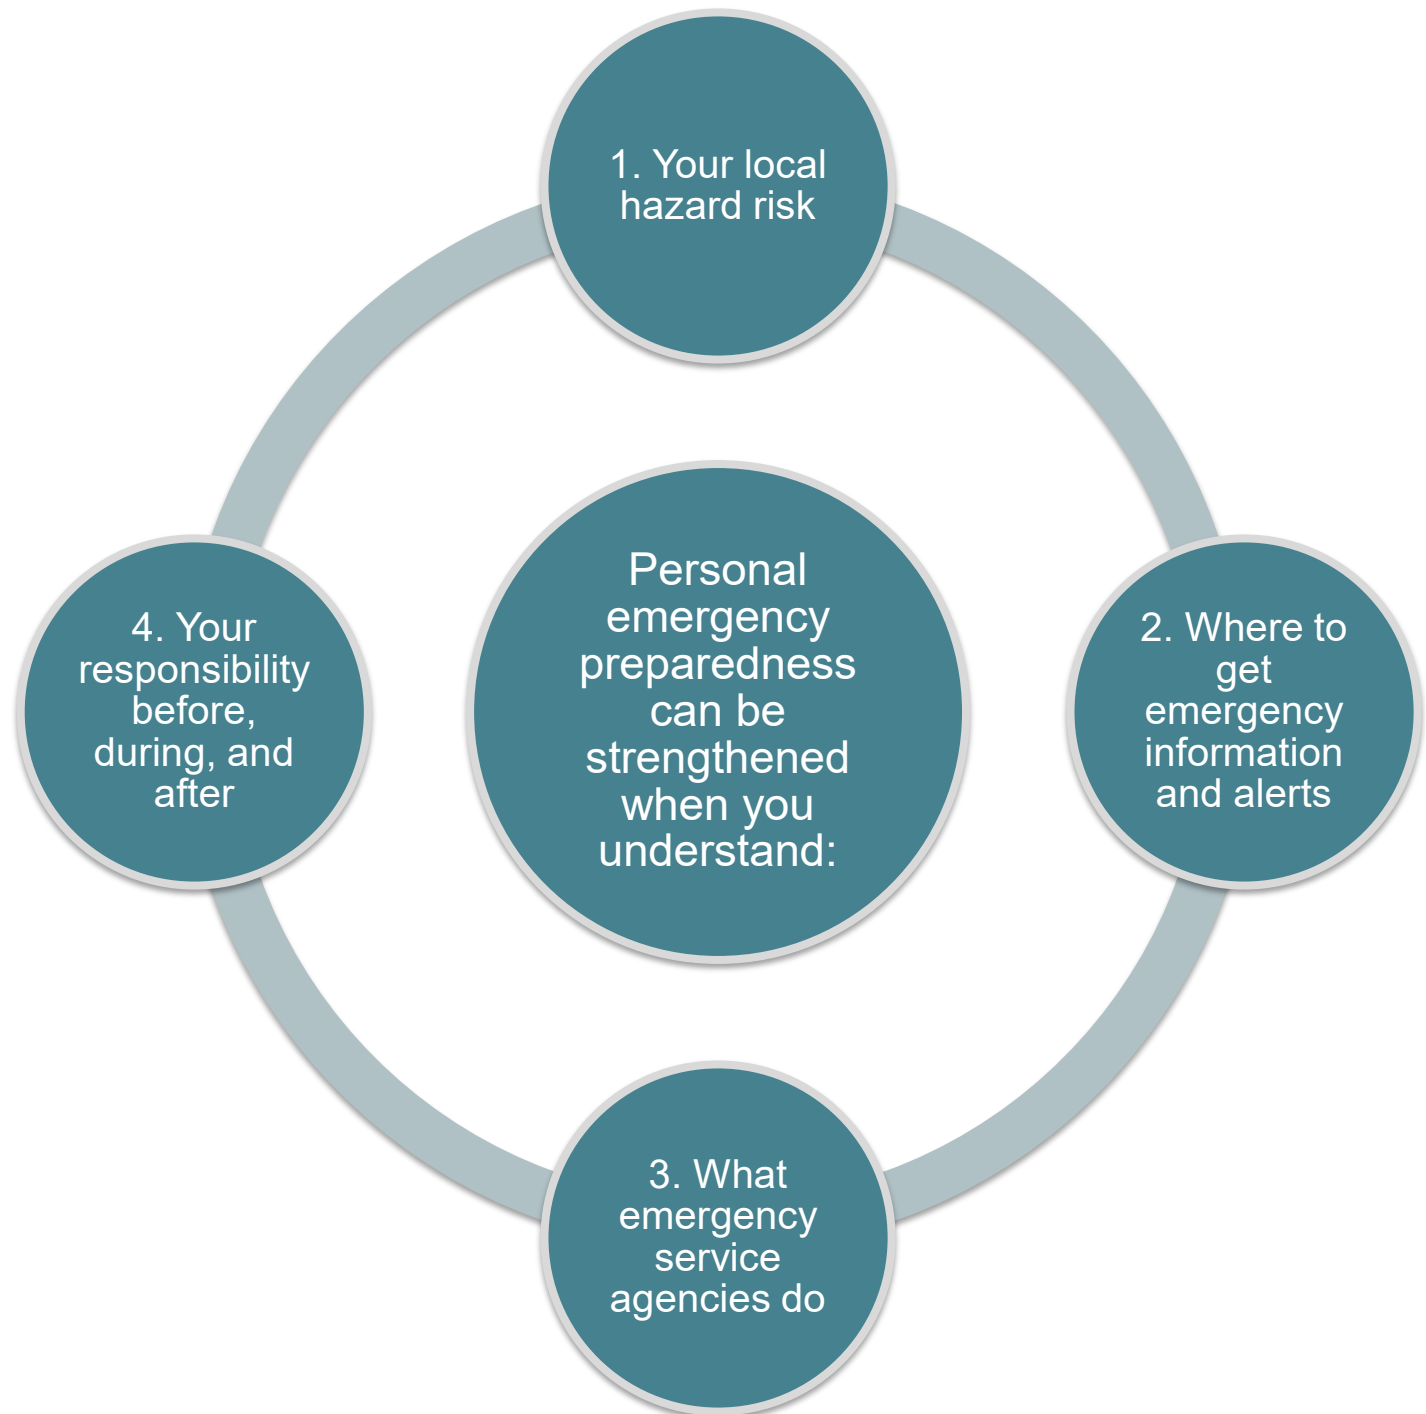 1. Your local
hazard risk
Personal
emergency
preparedness
can be
strengthened
when you
understand:
2. Where to
get
emergency
information
and alerts
3. What
emergency
service
agencies do
4. Your
responsibility
before,
during, and
after